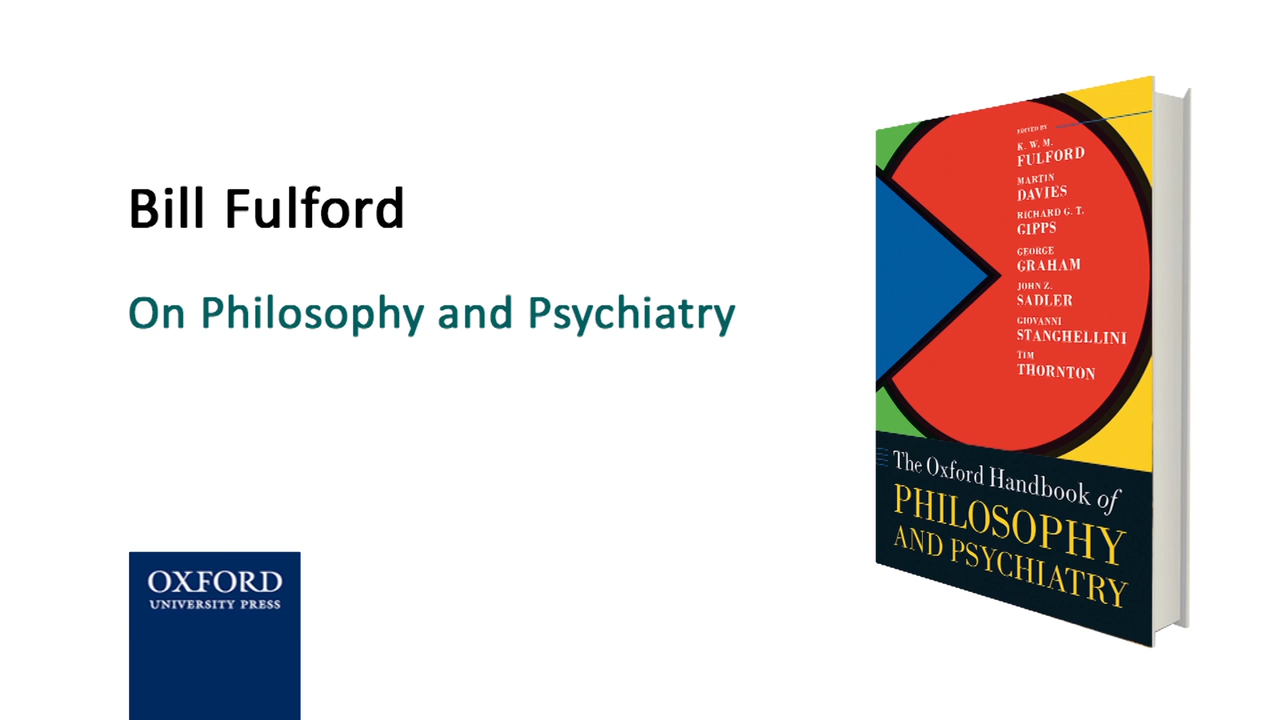 Bill Fulford
On Philosophy and Psychiatry
OXFORD
UNIVERSITY PRESS
EDITED BY
K. W. M.
FULFORD
MARTIN
DAVIES
RICHARD G. T.
GIPPS
GEORGE
GRAHAM
JOHN Z.
SADLER
GIOVANNI
STANGHELLINI
TIM
THORNTON
The Oxford Handbook of
PHILOSOPHY
AND PSYCHIATRY